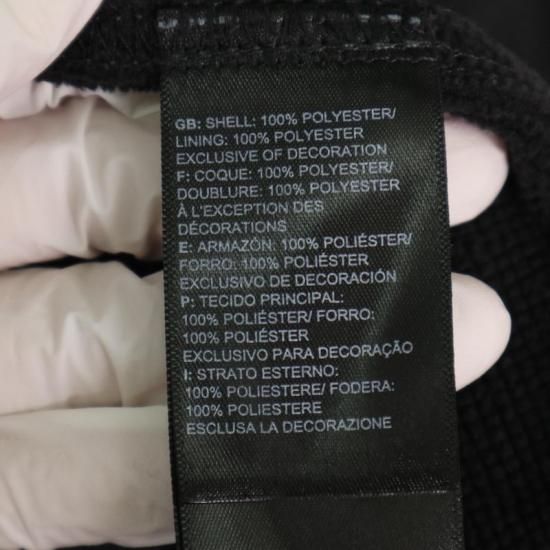 GB: SHELL: 100% POLYESTER/
LINING: 100% POLYESTER
EXCLUSIVE OF DECORATION
F: COQUE: 100% POLYESTER/
DOUBLURE: 100% POLYESTER
À L'EXCEPTION DES
DÉCORATIONS
E: ARMAZÓN: 100% POLIÉSTER/
FORRO: 100% POLIÉSTER
EXCLUSIVO DE DECORACIÓN
P: TECIDO PRINCIPAL:
100% POLIÉSTER/ FORRO:
100% POLIÉSTER
EXCLUSIVO PARA DECORAÇÃO
I: STRATO ESTERNO:
100% POLIESTERE/ FODERA:
100% POLIESTERE
ESCLUSA LA DECORAZIONE